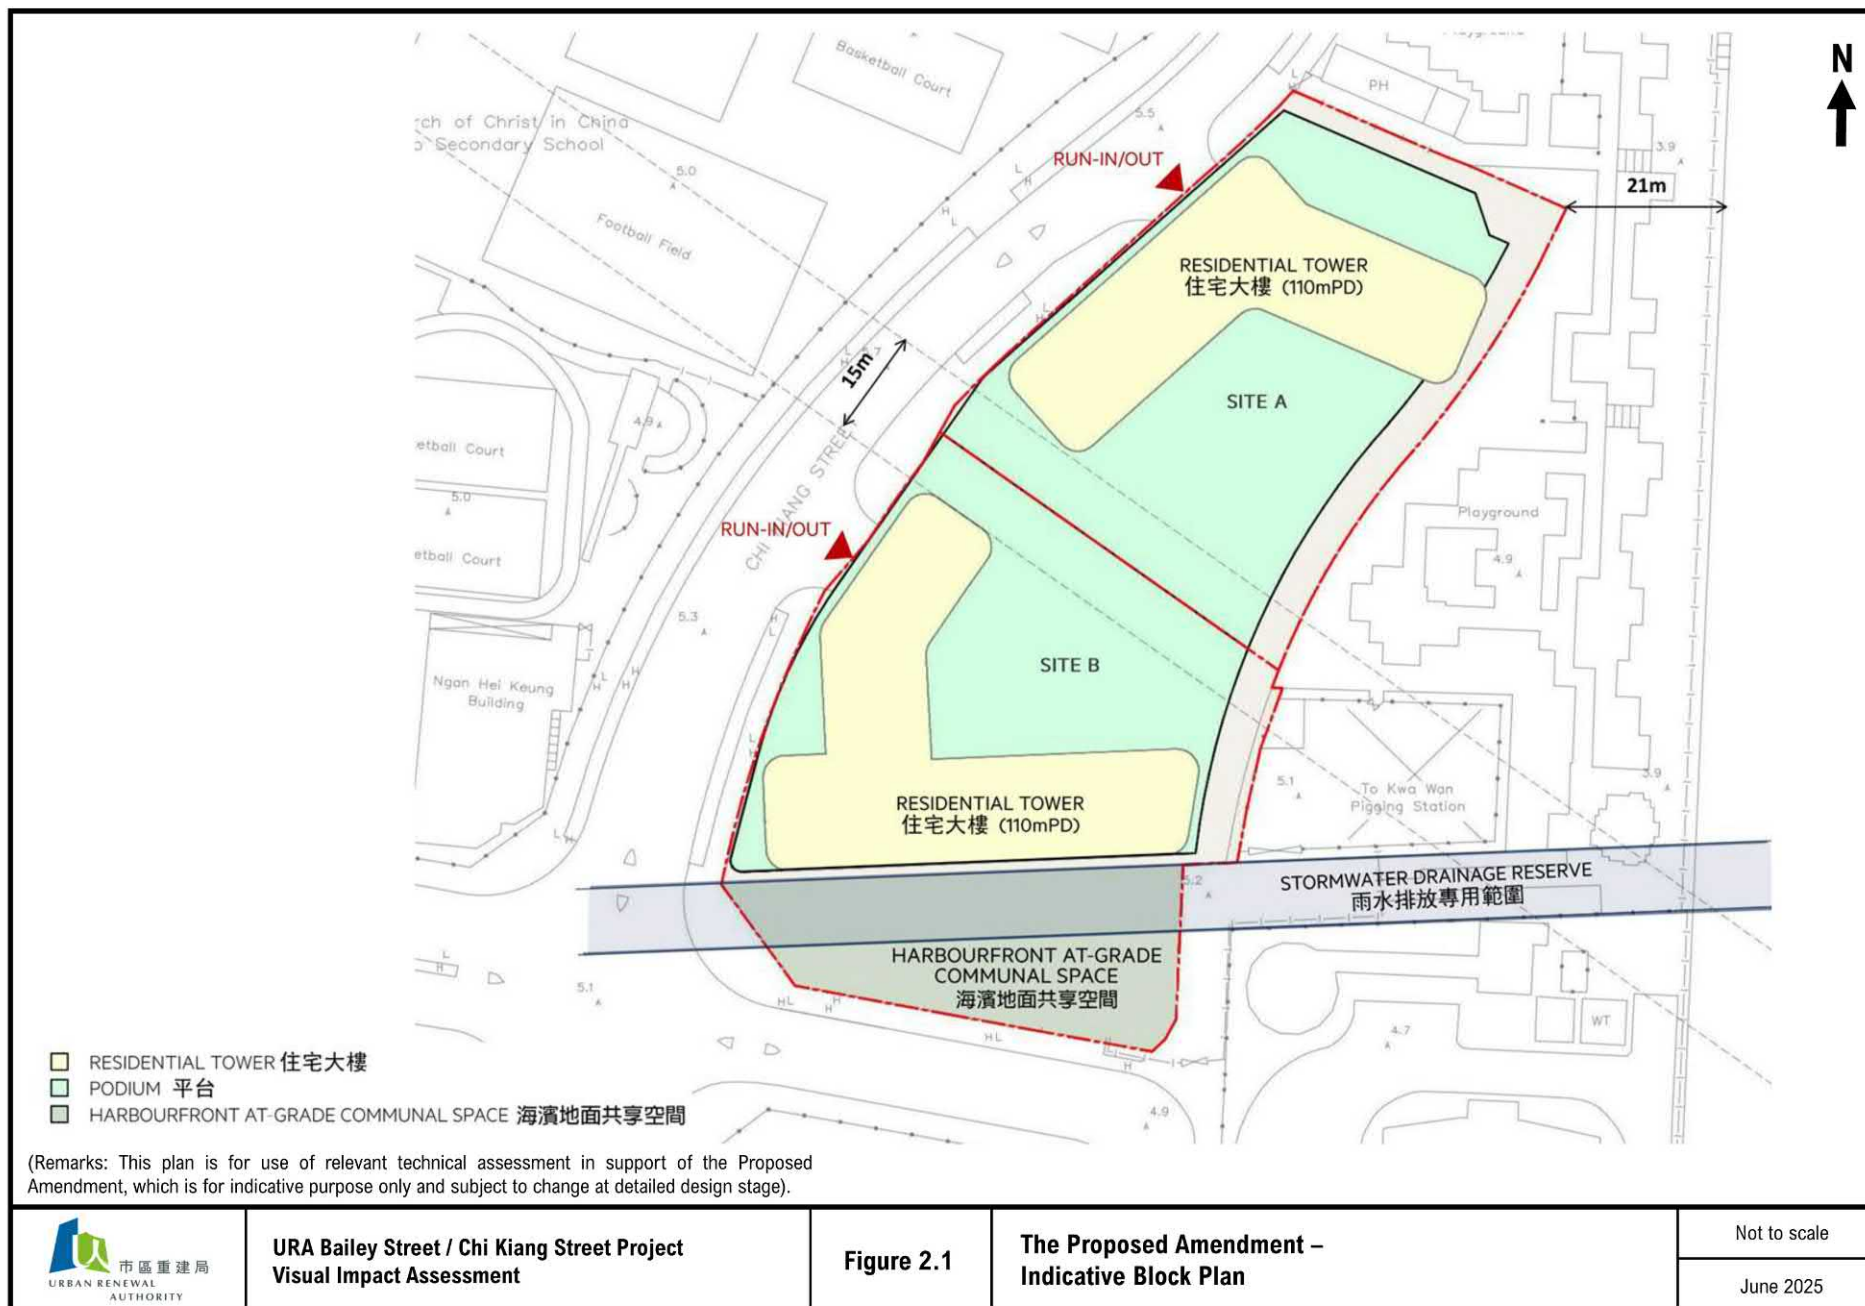 N
Basketball Court
Playground
PH
rch of Christ in China
o Secondary School
5.5
RUN-IN/OUT
3.9
5.0
21m
Football Field
RESIDENTIAL TOWER
住宅大樓 (110mPD)
15m
SITE A
4.9
etball Court
5.0
CHI KIANG STREET
Playground
RUN-IN/OUT
etball Court
4.9
5.3
SITE B
Ngan Hei Keung
Building
5.1
3.9
To Kwa Wan
Pigging Station
RESIDENTIAL TOWER
住宅大樓 (110mPD)
5.2
STORMWATER DRAINAGE RESERVE
雨水排放專用範圍
HARBOURFRONT AT-GRADE
COMMUNAL SPACE
海濱地面共享空間
5.1
WT
4.7
4.9
RESIDENTIAL TOWER 住宅大樓
PODIUM 平台
HARBOURFRONT AT-GRADE COMMUNAL SPACE 海濱地面共享空間
(Remarks: This plan is for use of relevant technical assessment in support of the Proposed
Amendment, which is for indicative purpose only and subject to change at detailed design stage).
市區重建局
URBAN RENEWAL
AUTHORITY
URA Bailey Street / Chi Kiang Street Project
Visual Impact Assessment
Figure 2.1
The Proposed Amendment –
Indicative Block Plan
Not to scale
June 2025